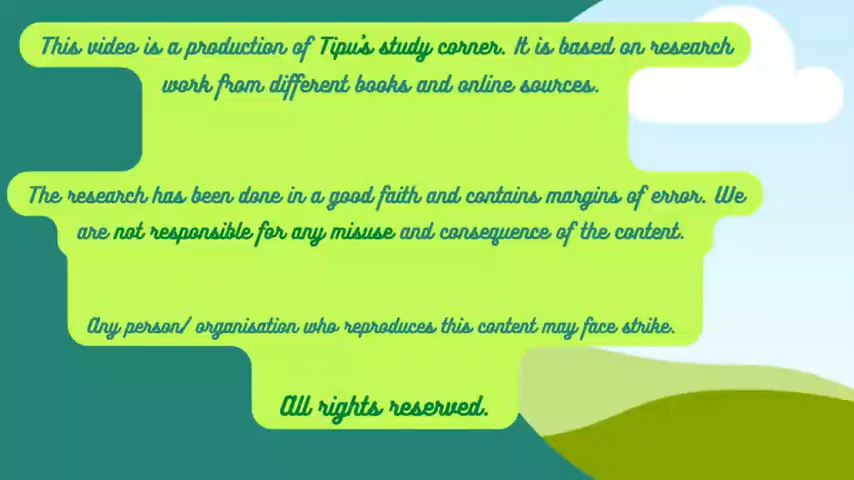 This video is a production of Tipu's study corner. It is based on research
work from different books and online sources.
The research has been done in a good faith and contains margins of error. We
are not responsible for any misuse and consequence of the content.
Any person/ organisation who reproduces this content may face strike.
All rights reserved.